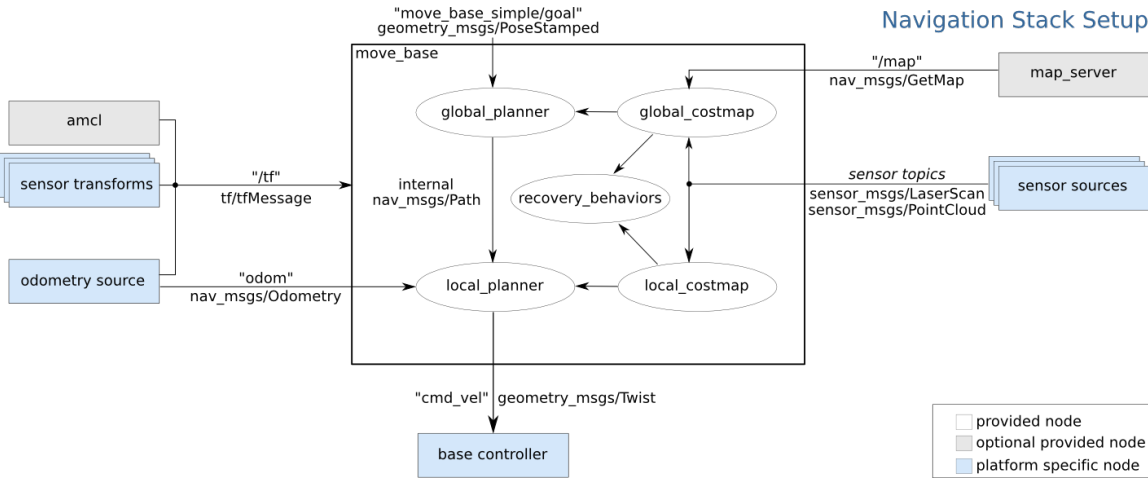 Navigation Stack Setup
"move_base_simple/goal"
geometry_msgs/PoseStamped
move_base
"/map"
nav_msgs/GetMap
map_server
amcl
global_planner
global_costmap
sensor transforms
"/tf"
tf/tfMessage
internal
nav_msgs/Path
recovery_behaviors
sensor topics
sensor_msgs/LaserScan
sensor_msgs/PointCloud
sensor sources
odometry source
"odom"
nav_msgs/Odometry
local_planner
local_costmap
"cmd_vel"
geometry_msgs/Twist
base controller
provided node
optional provided node
platform specific node